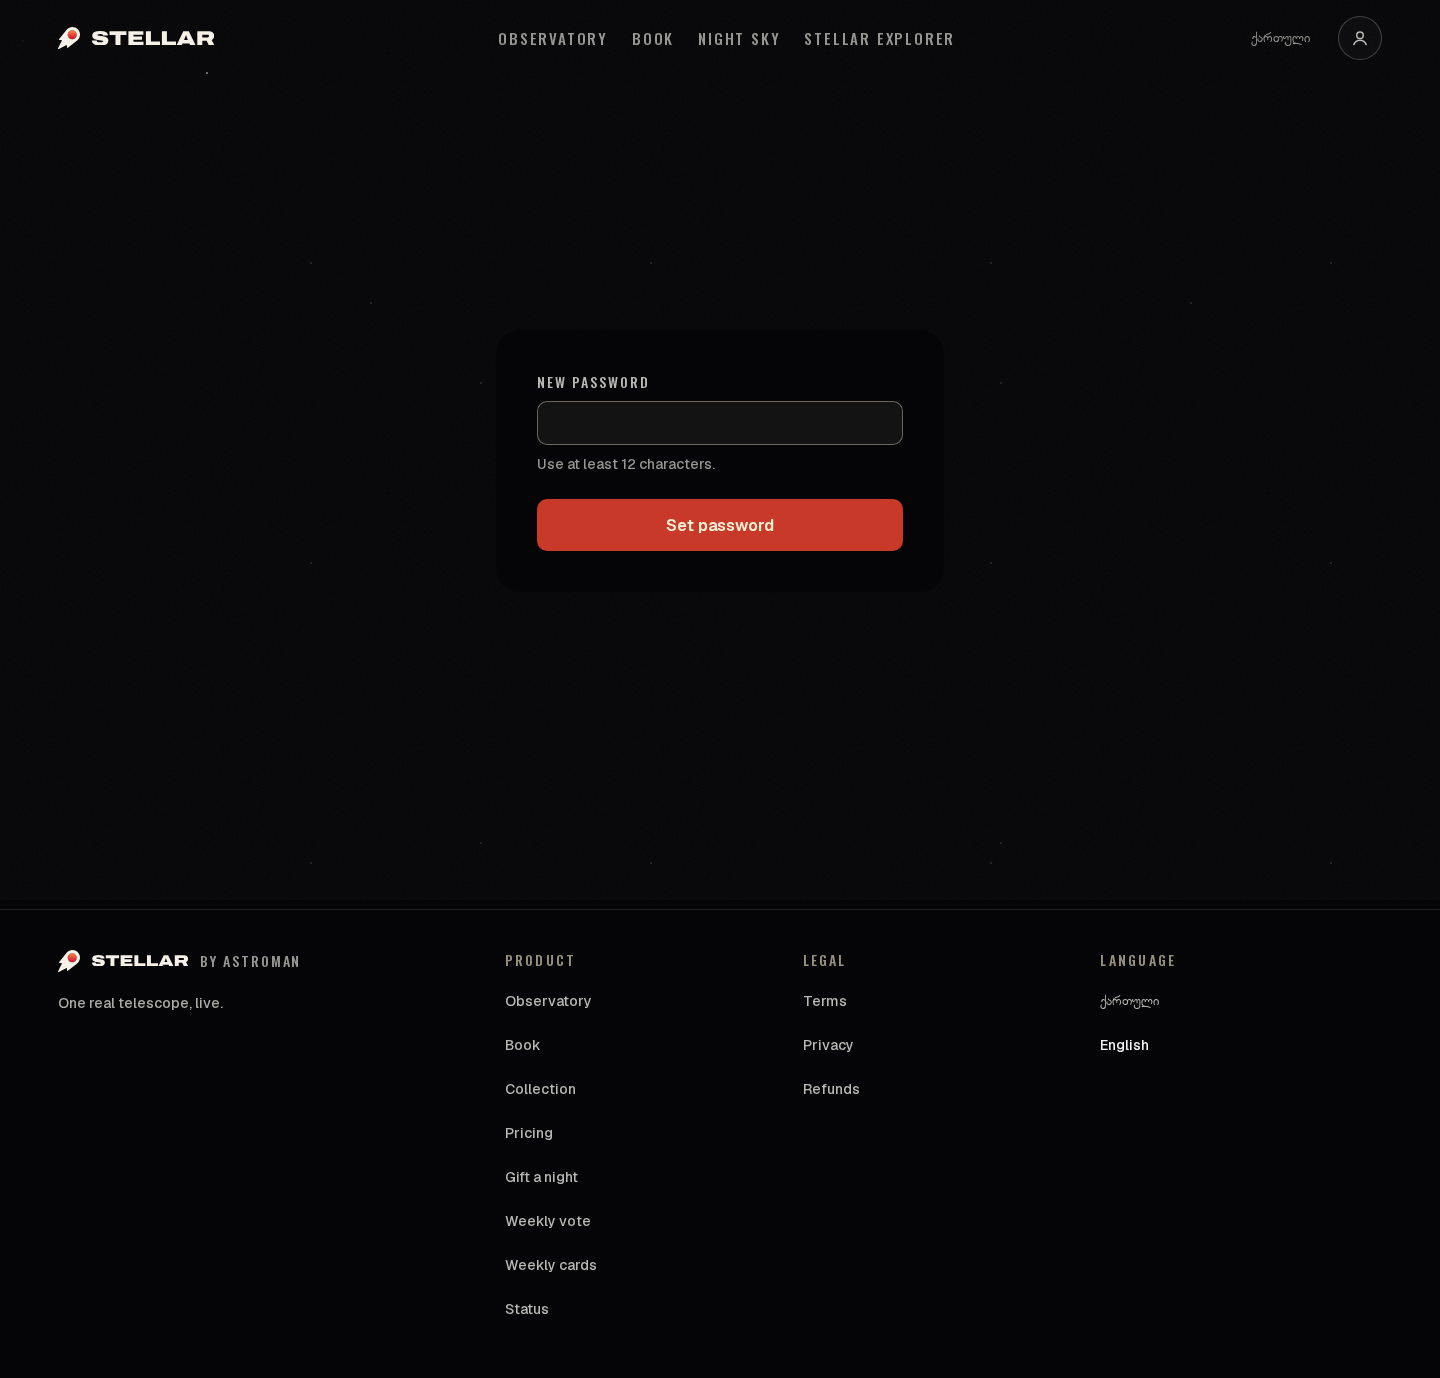 STELLAR
OBSERVATORY BOOK NIGHT SKY STELLAR EXPLORER
ქართული
NEW PASSWORD
Use at least 12 characters.
Set password
STELLAR BY ASTROMAN
One real telescope, live.
PRODUCT
Observatory
Book
Collection
Pricing
Gift a night
Weekly vote
Weekly cards
Status
LEGAL
Terms
Privacy
Refunds
LANGUAGE
ქართული
English